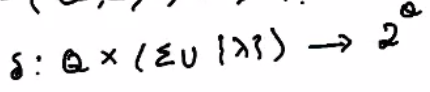 δ: Q × (Σ ∪ {λ}) → 2^Q